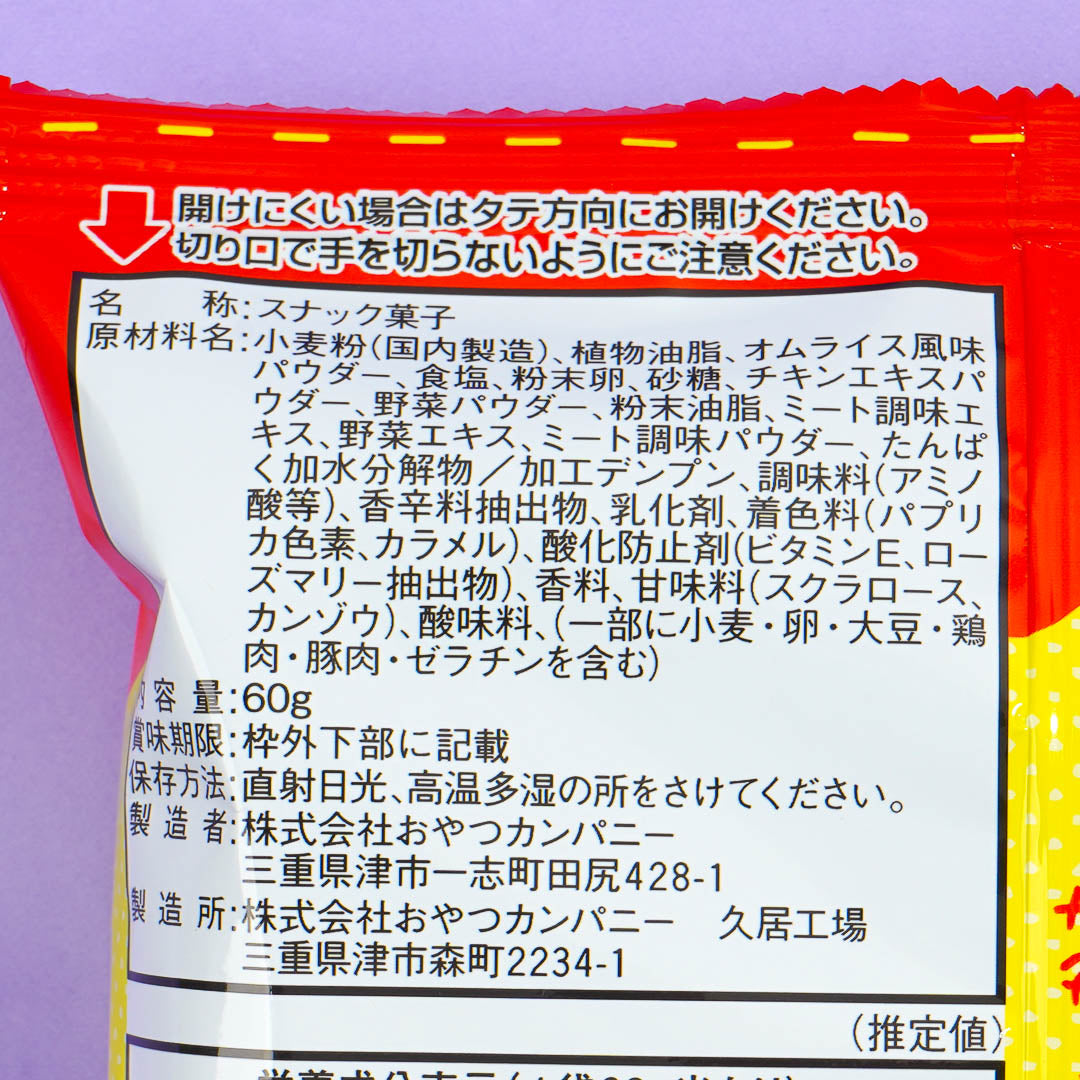 開けにくい場合はタテ方向にお開けください。
切り口で手を切らないようにご注意ください。
名称:スナック菓子
原材料名:小麦粉(国内製造)、植物油脂、オムライス風味
パウダー、食塩、粉末卵、砂糖、チキンエキスパ
ウダー、野菜パウダー、粉末油脂、ミート調味エ
キス、野菜エキス、ミート調味パウダー、たんぱ
く加水分解物/加工デンプン、調味料(アミノ
酸等)、香辛料抽出物、乳化剤、着色料(パプリ
カ色素、カラメル)、酸化防止剤(ビタミンE、ロー
ズマリー抽出物)、香料、甘味料(スクラロース、
カンゾウ)、酸味料、(一部に小麦・卵・大豆・鶏
肉・豚肉・ゼラチンを含む)
内容量:60g
賞味期限:枠外下部に記載
保存方法:直射日光、高温多湿の所をさけてください。
製造者:株式会社おやつカンパニー
三重県津市一志町田尻428-1
製造所:株式会社おやつカンパニー 久居工場
三重県津市森町2234-1
(推定値)